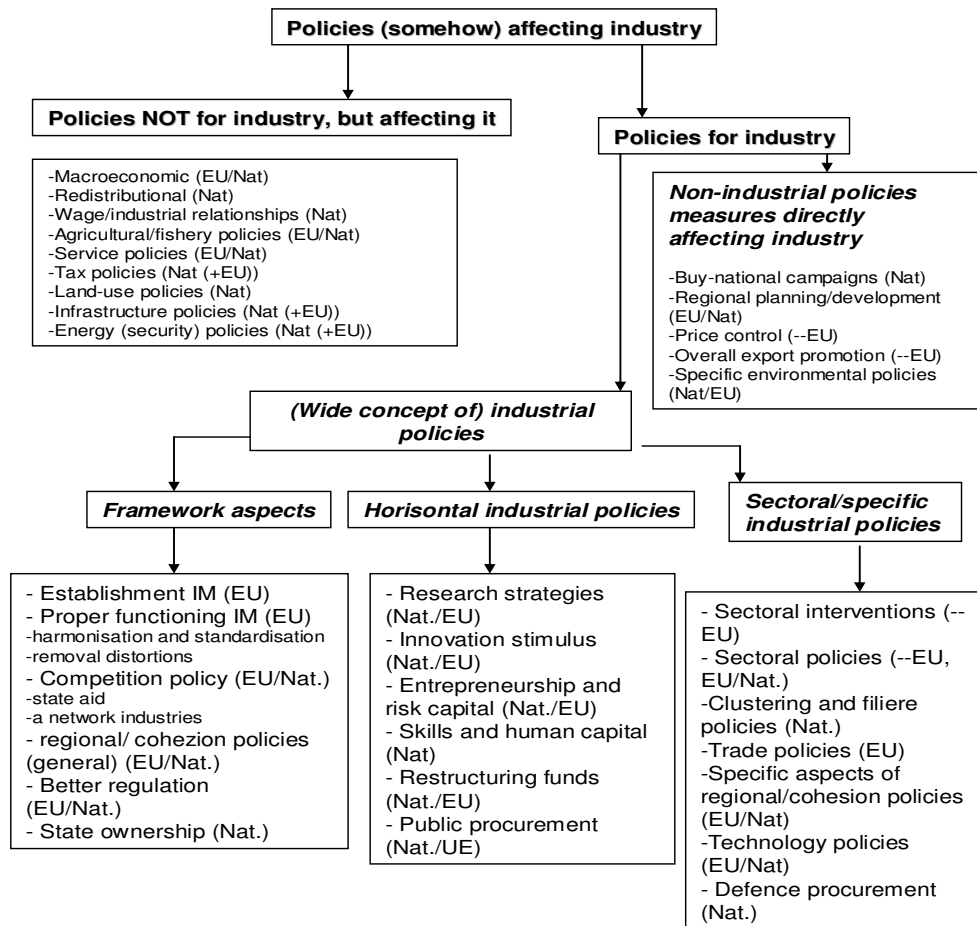 Policies (somehow) affecting industry
Policies NOT for industry, but affecting it
Policies for industry
-Macroeconomic (EU/Nat)
-Redistributional (Nat)
-Wage/industrial relationships (Nat)
-Agricultural/fishery policies (EU/Nat)
-Service policies (EU/Nat)
-Tax policies (Nat (+EU))
-Land-use policies (Nat)
-Infrastructure policies (Nat (+EU))
-Energy (security) policies (Nat (+EU))
Non-industrial policies
measures directly
affecting industry
-Buy-national campaigns (Nat)
-Regional planning/development
(EU/Nat)
-Price control (--EU)
-Overall export promotion (--EU)
-Specific environmental policies
(Nat/EU)
(Wide concept of) industrial
policies
Framework aspects
Horisontal industrial policies
Sectoral/specific
industrial policies
- Establishment IM (EU)
- Proper functioning IM (EU)
-harmonisation and standardisation
-removal distortions
- Competition policy (EU/Nat.)
-state aid
-a network industries
- regional/ cohezion policies
(general) (EU/Nat.)
- Better regulation
(EU/Nat.)
- State ownership (Nat.)
- Research strategies
(Nat./EU)
- Innovation stimulus
(Nat./EU)
- Entrepreneurship and
risk capital (Nat./EU)
- Skills and human capital
(Nat)
- Restructuring funds
(Nat./EU)
- Public procurement
(Nat./UE)
- Sectoral interventions (--
EU)
- Sectoral policies (--EU,
EU/Nat.)
-Clustering and filiere
policies (Nat.)
-Trade policies (EU)
-Specific aspects of
regional/cohesion policies
(EU/Nat)
-Technology policies
(EU/Nat)
- Defence procurement
(Nat.)